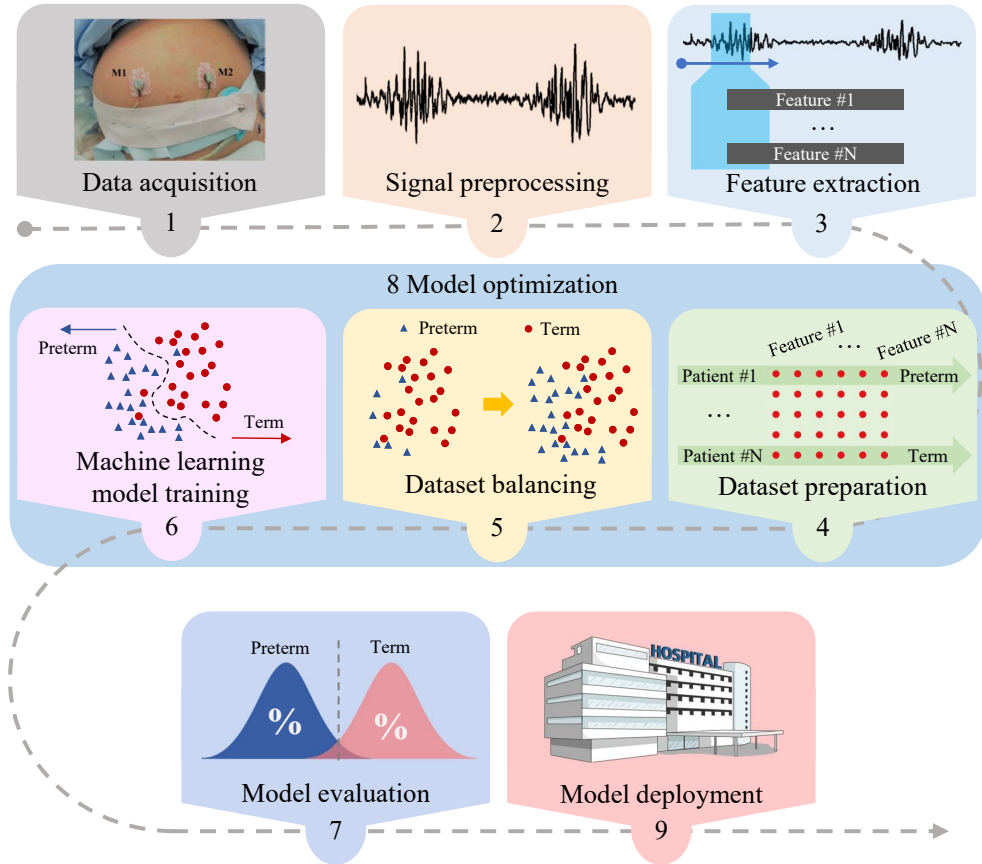 M1
M2
Data acquisition
1
Signal preprocessing
2
Feature #1
...
Feature #N
Feature extraction
3
8 Model optimization
Preterm
Term
Machine learning
model training
6
Preterm
Term
Dataset balancing
5
Feature #1
...
Feature #N
Patient #1
Preterm
...
Patient #N
Term
Dataset preparation
4
Preterm
Term
%
%
Model evaluation
7
HOSPITAL
Model deployment
9